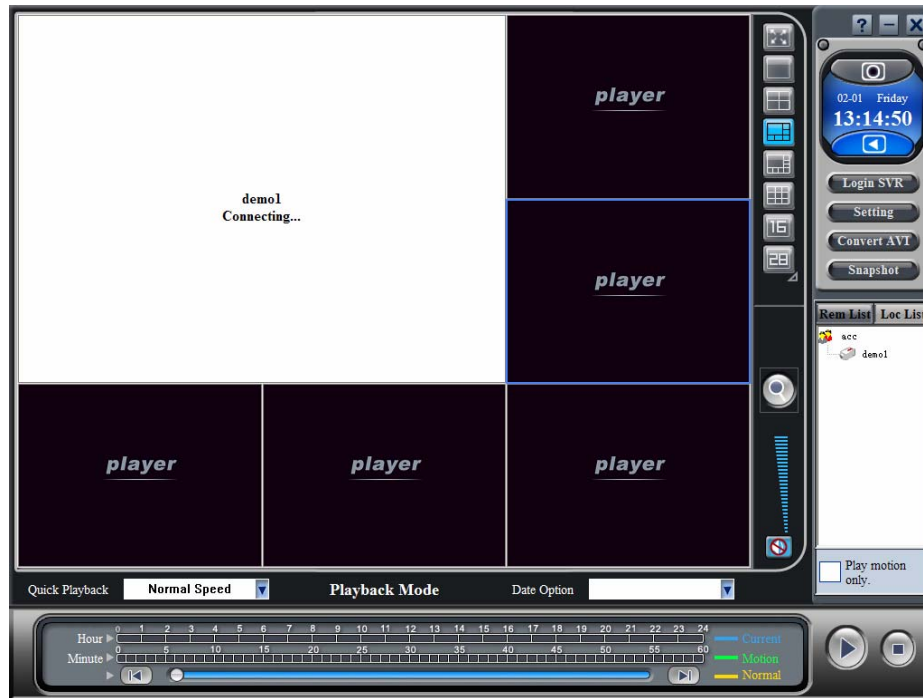 player
demo1
Connecting...
player
player
player
player
16
28
? – X
02-01 Friday
13:14:50
Login SVR
Setting
Convert AVI
Snapshot
Rem List Loc Lis
acc
demo1
Play motion
only.
Quick Playback Normal Speed Playback Mode Date Option
0 1 2 3 4 5 6 7 8 9 10 11 12 13 14 15 16 17 18 19 20 21 22 23 24
Hour Current
0 5 10 15 20 25 30 35 40 45 50 55 60
Minute Motion
Normal